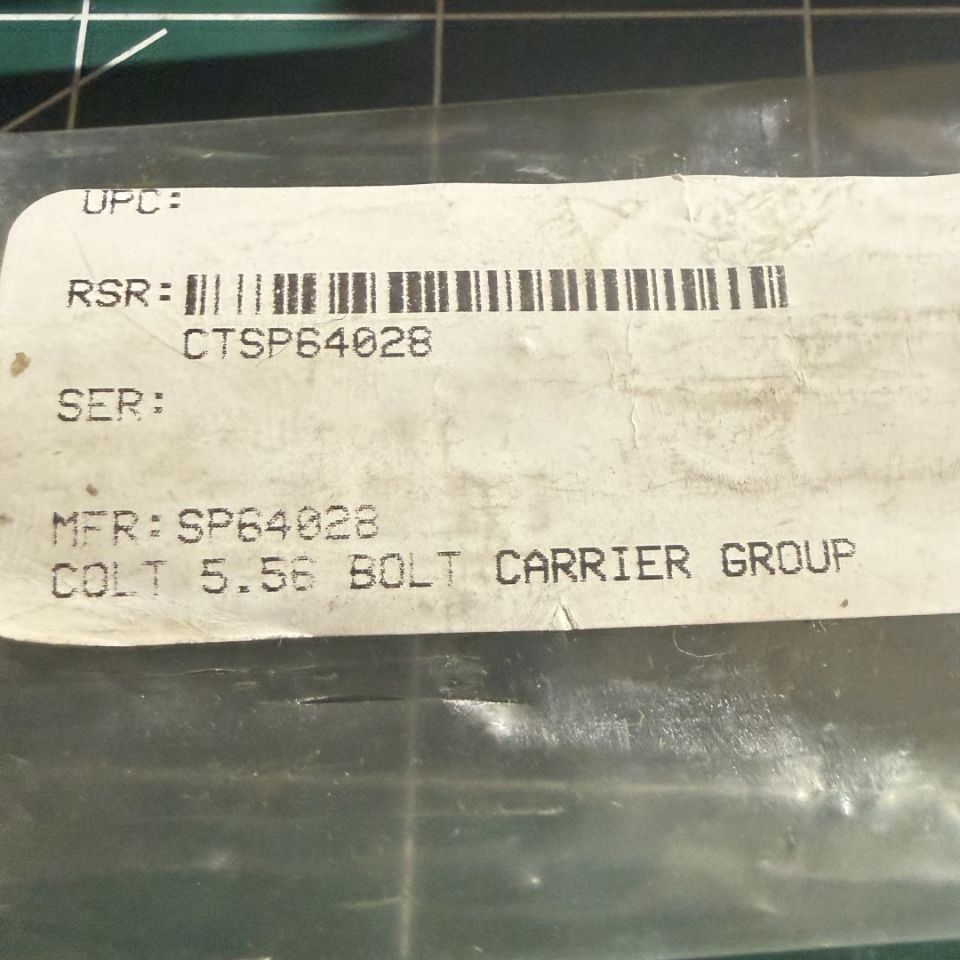 UPC:
RSR:
CTSP64028
SER:
MFR:SP64028
COLT 5.56 BOLT CARRIER GROUP